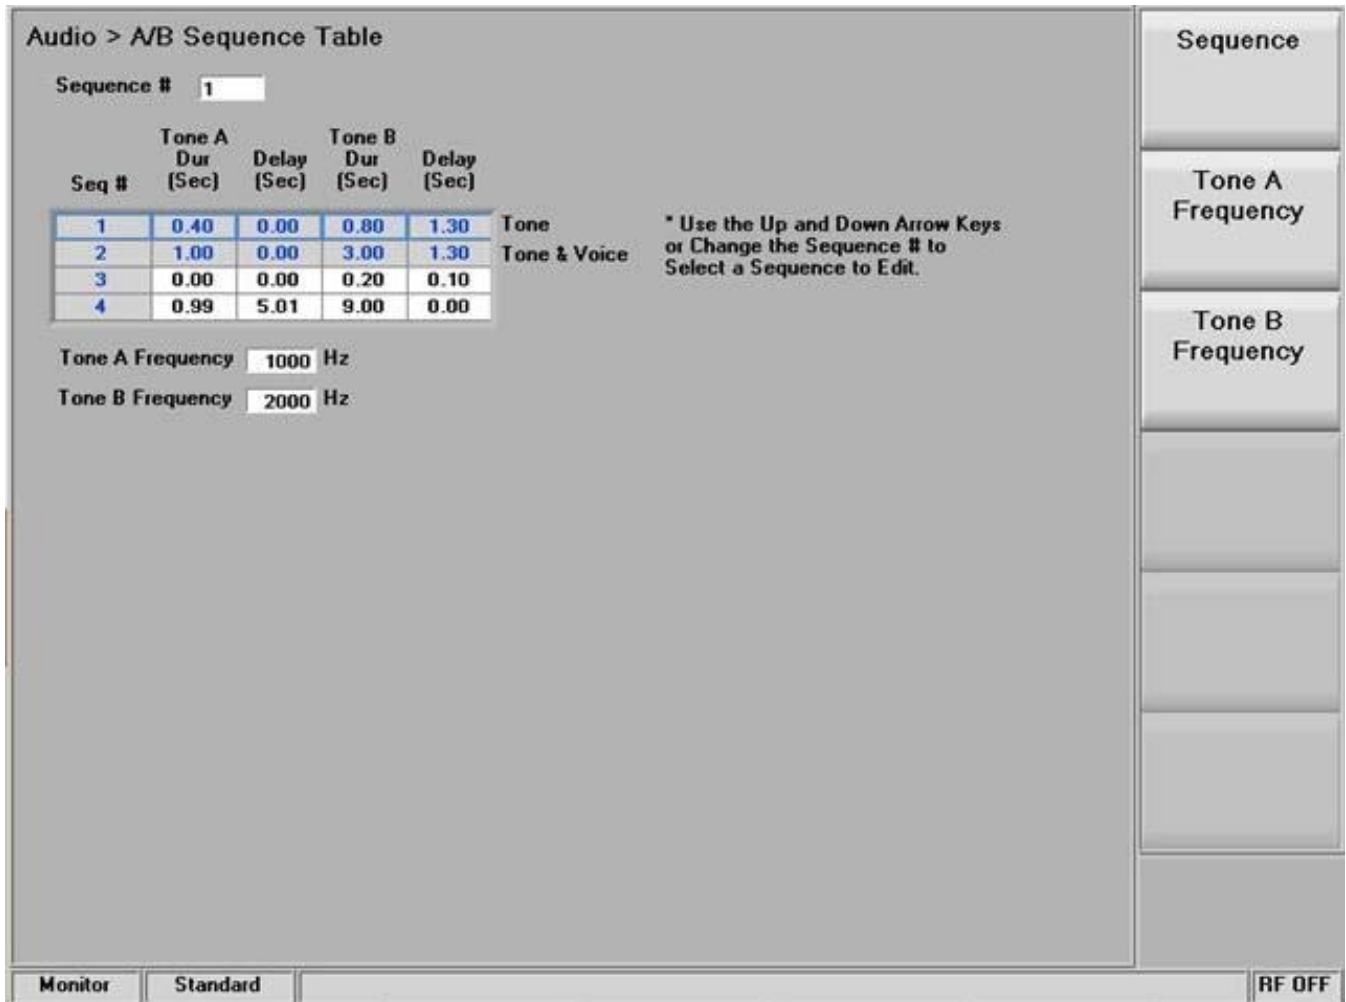 Audio > A/B Sequence Table
Sequence # 1
Seq # Tone A Dur (Sec) Delay (Sec) Tone B Dur (Sec) Delay (Sec)
1 0.40 0.00 0.80 1.30 Tone
2 1.00 0.00 3.00 1.30 Tone & Voice
3 0.00 0.00 0.20 0.10
4 0.99 5.01 9.00 0.00
* Use the Up and Down Arrow Keys
or Change the Sequence # to
Select a Sequence to Edit.
Tone A Frequency 1000 Hz
Tone B Frequency 2000 Hz
Sequence
Tone A
Frequency
Tone B
Frequency
Monitor Standard RF OFF